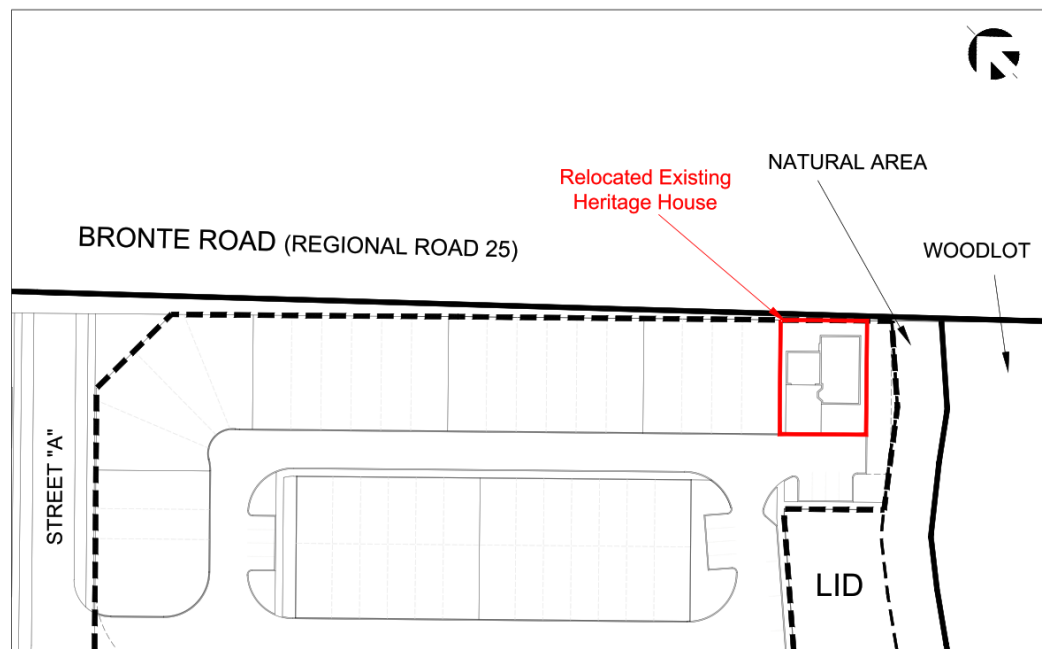 Relocated Existing
Heritage House
NATURAL AREA
WOODLOT
BRONTE ROAD (REGIONAL ROAD 25)
STREET "A"
LID